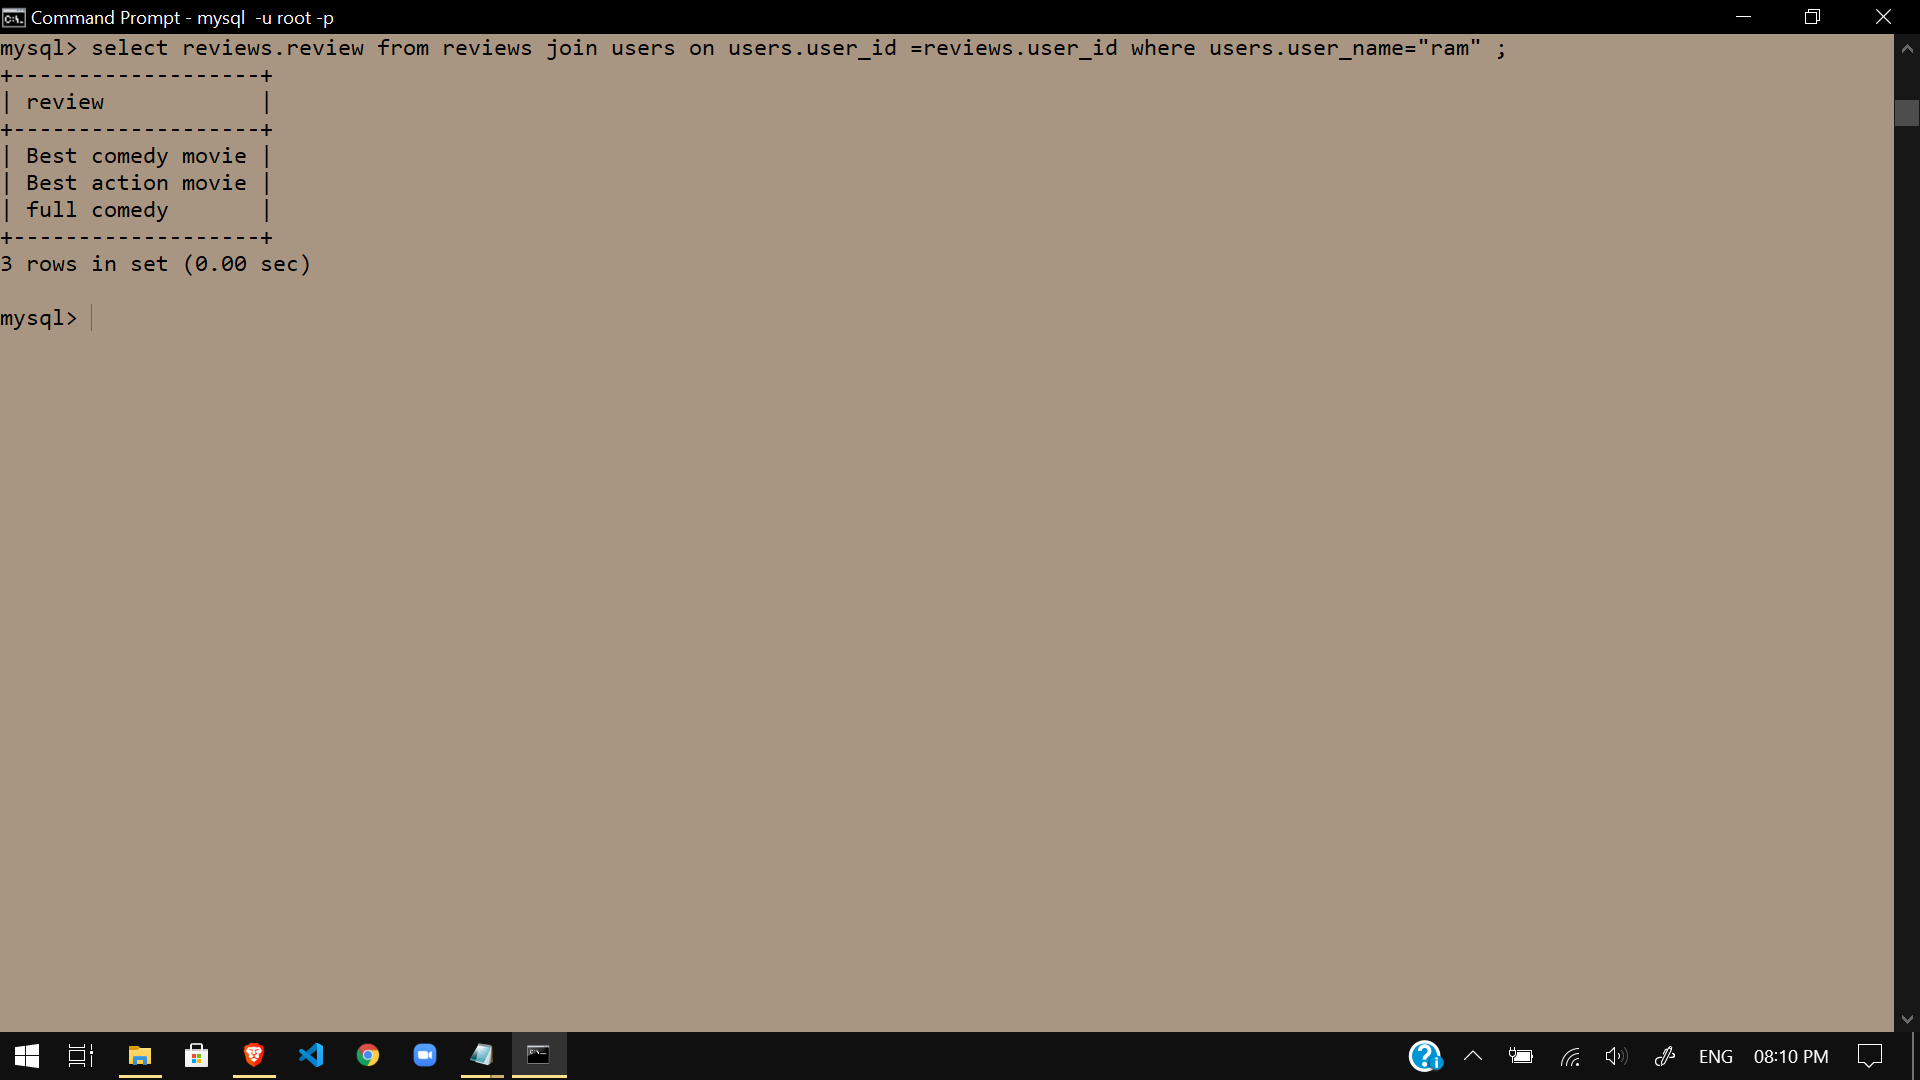 Command Prompt - mysql  -u root -p
mysql> select reviews.review from reviews join users on users.user_id =reviews.user_id where users.user_name="ram" ;
+-------------------+
| review            |
+-------------------+
| Best comedy movie |
| Best action movie |
| full comedy       |
+-------------------+
3 rows in set (0.00 sec)
mysql>
ENG 08:10 PM